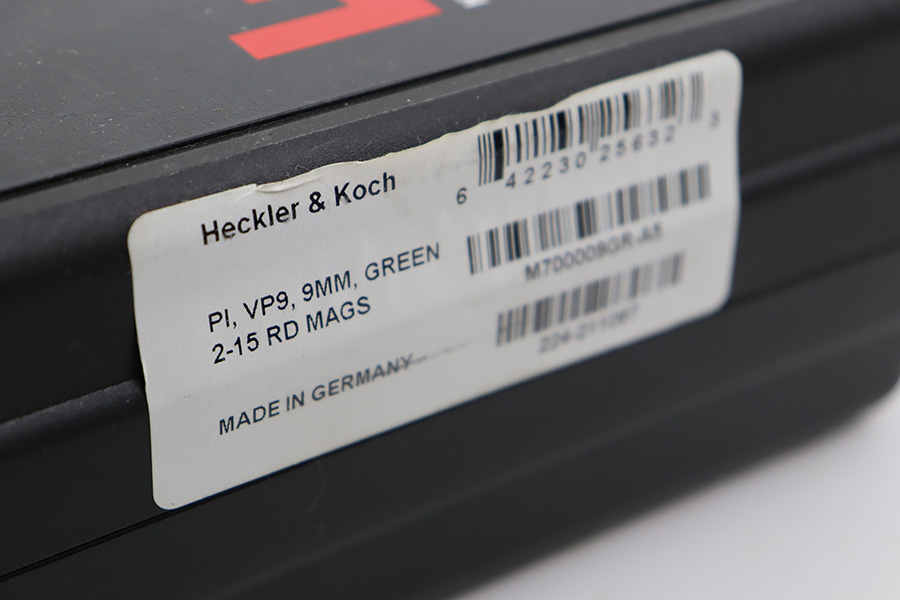 Heckler & Koch
PI, VP9, 9MM, GREEN
2-15 RD MAGS
MADE IN GERMANY
6 42230 25632 3
M700009GR-A5